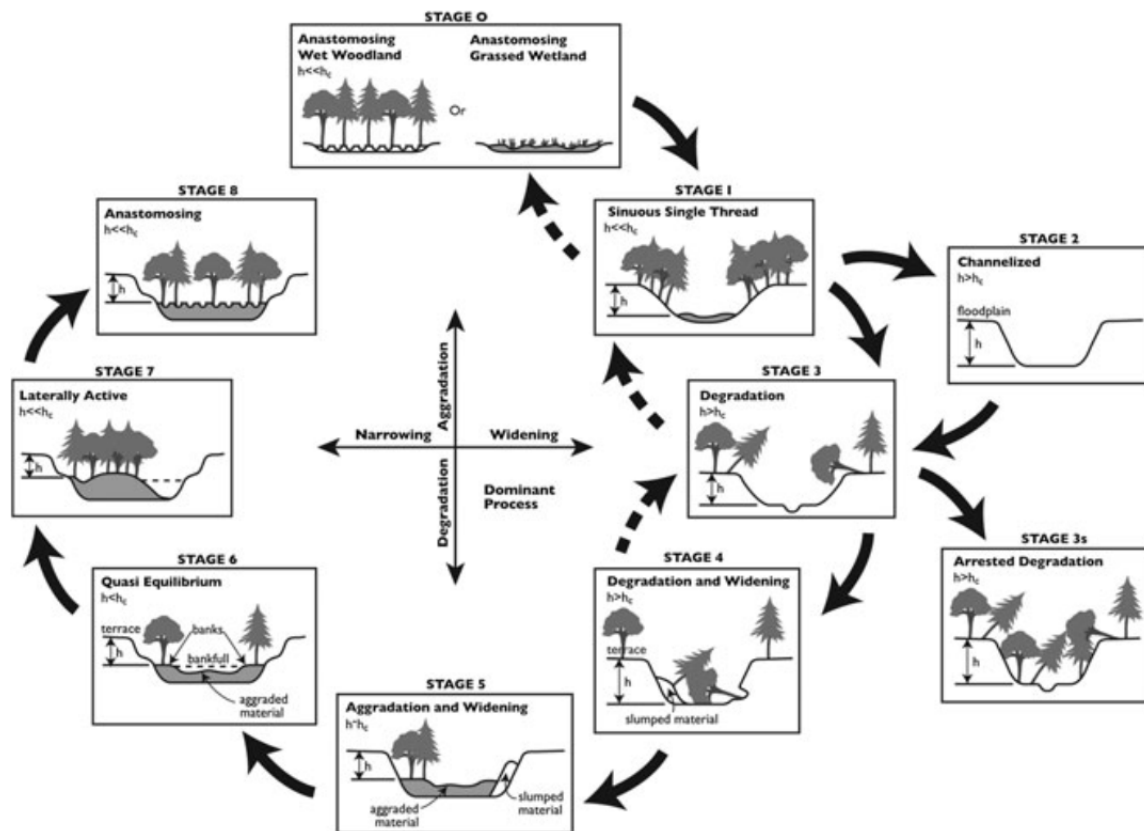 STAGE O
Anastomosing
Wet Woodland
h<<hc
Or
Anastomosing
Grassed Wetland
STAGE I
Sinuous Single Thread
h<<hc
h
STAGE 2
Channelized
h>hc
floodplain
h
STAGE 3
Degradation
h>hc
h
STAGE 3s
Arrested Degradation
h>hc
h
STAGE 4
Degradation and Widening
h>hc
terrace
h
slumped material
STAGE 5
Aggradation and Widening
h~hc
h
aggraded
material
slumped
material
STAGE 6
Quasi Equilibrium
h<hc
terrace
banks
h
bankfull
aggraded
material
STAGE 7
Laterally Active
h<<hc
h
STAGE 8
Anastomosing
h<<hc
h
Aggradation
Narrowing
Widening
Degradation
Dominant
Process